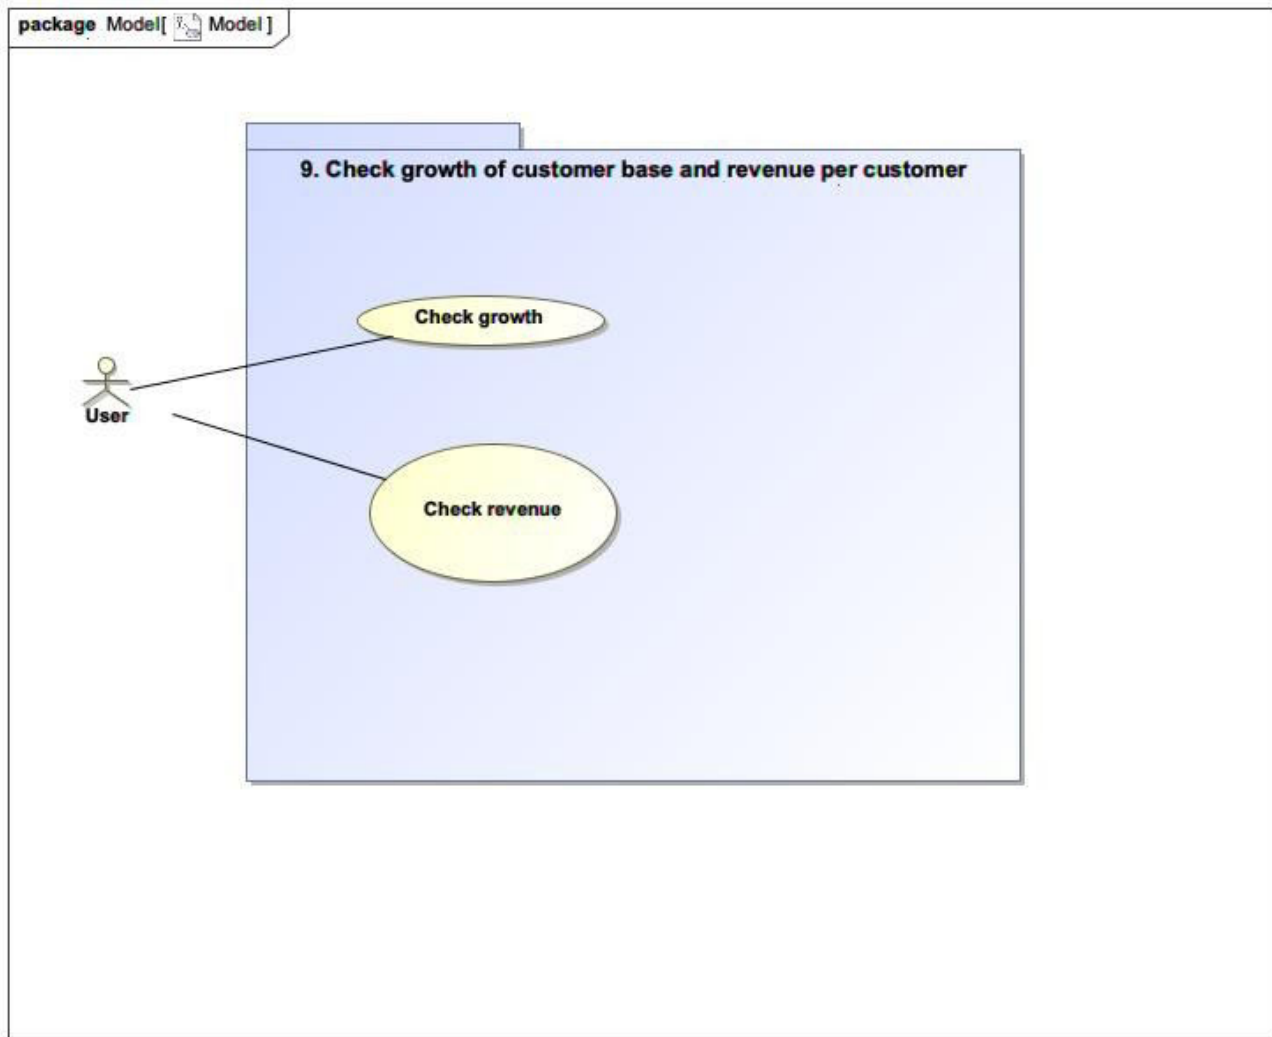 package Model[ Model ]
9. Check growth of customer base and revenue per customer
Check growth
User
Check revenue